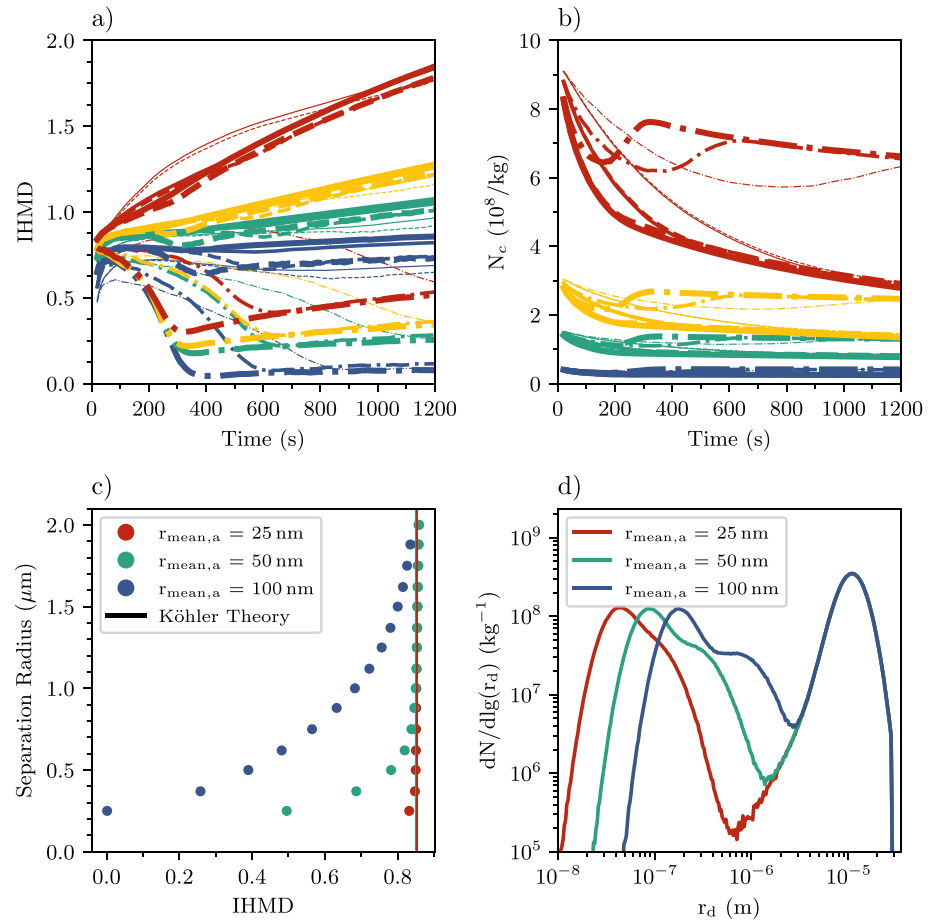 a)
2.0
1.5
1.0
0.5
0.0
IHMD
0 200 400 600 800 1000 1200
Time (s)
b)
10
8
6
4
2
0
N_c (10^8/kg)
0 200 400 600 800 1000 1200
Time (s)
c)
2.0
1.5
1.0
0.5
0.0
Separation Radius (μm)
r_mean,a = 25 nm
r_mean,a = 50 nm
r_mean,a = 100 nm
Köhler Theory
0.0 0.2 0.4 0.6 0.8
IHMD
d)
10^9
10^8
10^7
10^6
10^5
dN/dlg(r_d) (kg^−1)
r_mean,a = 25 nm
r_mean,a = 50 nm
r_mean,a = 100 nm
10^−8 10^−7 10^−6 10^−5
r_d (m)